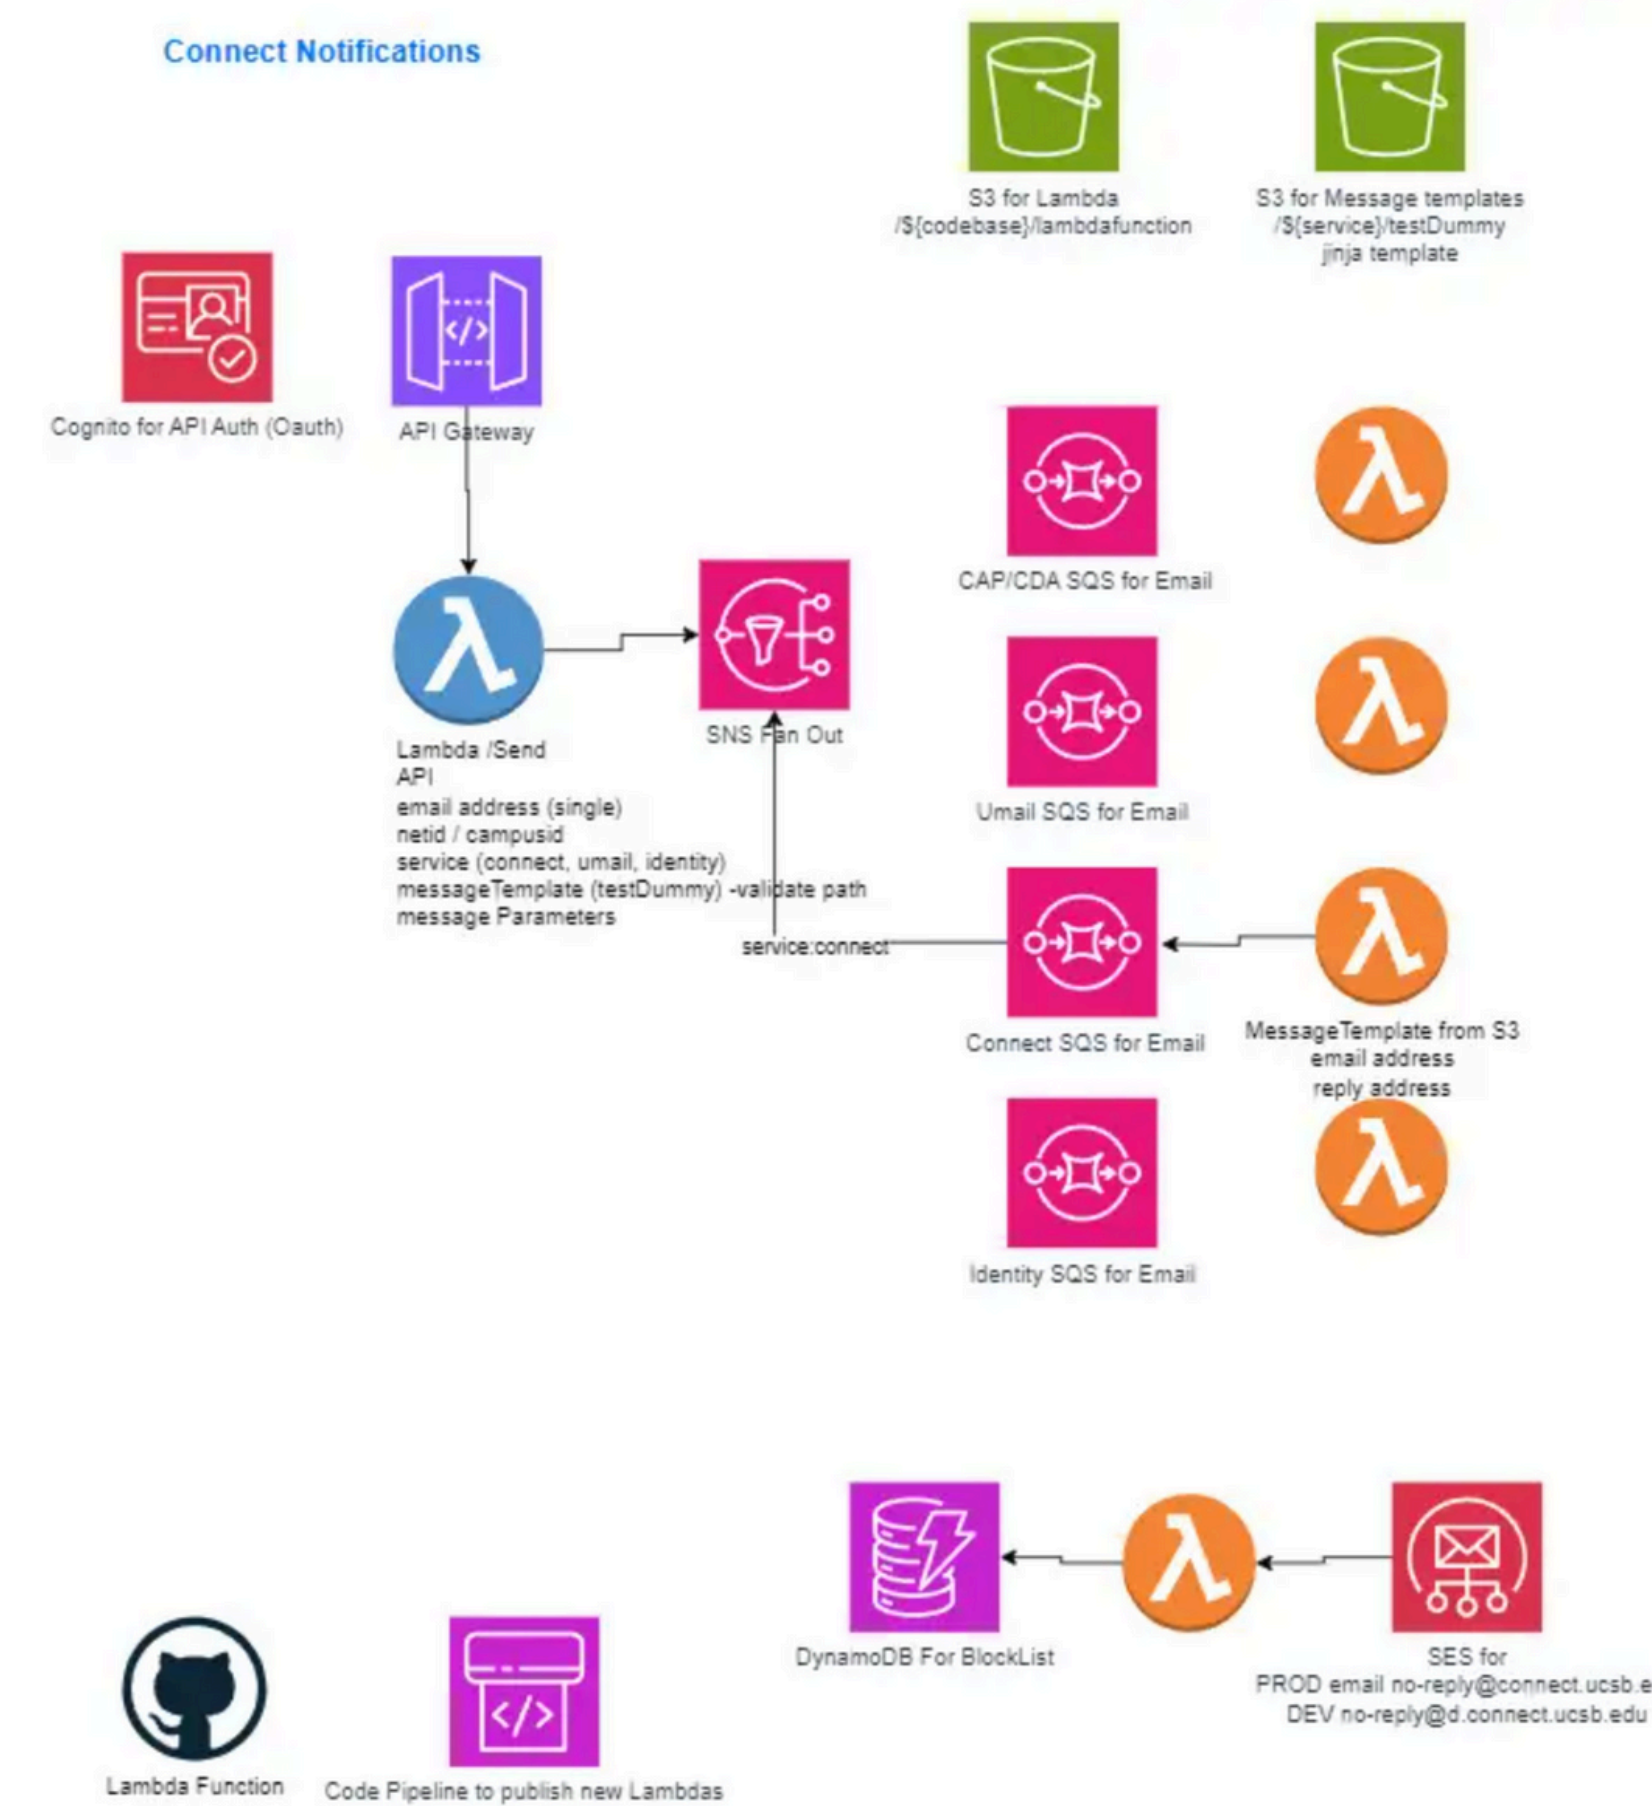 Connect Notifications
S3 for Lambda
/${codebase}/lambdafunction
S3 for Message templates
/${service}/testDummy
jinja template
Cognito for API Auth (Oauth)
API Gateway
CAP/CDA SQS for Email
SNS Fan Out
Lambda /Send
API
email address (single)
netid / campusid
service (connect, umail, identity)
messageTemplate (testDummy) -validate path
message Parameters
Umail SQS for Email
service:connect
Connect SQS for Email
MessageTemplate from S3
email address
reply address
Identity SQS for Email
DynamoDB For BlockList
SES for
PROD email no-reply@connect.ucsb.e
DEV no-reply@d.connect.ucsb.edu
Lambda Function
Code Pipeline to publish new Lambdas